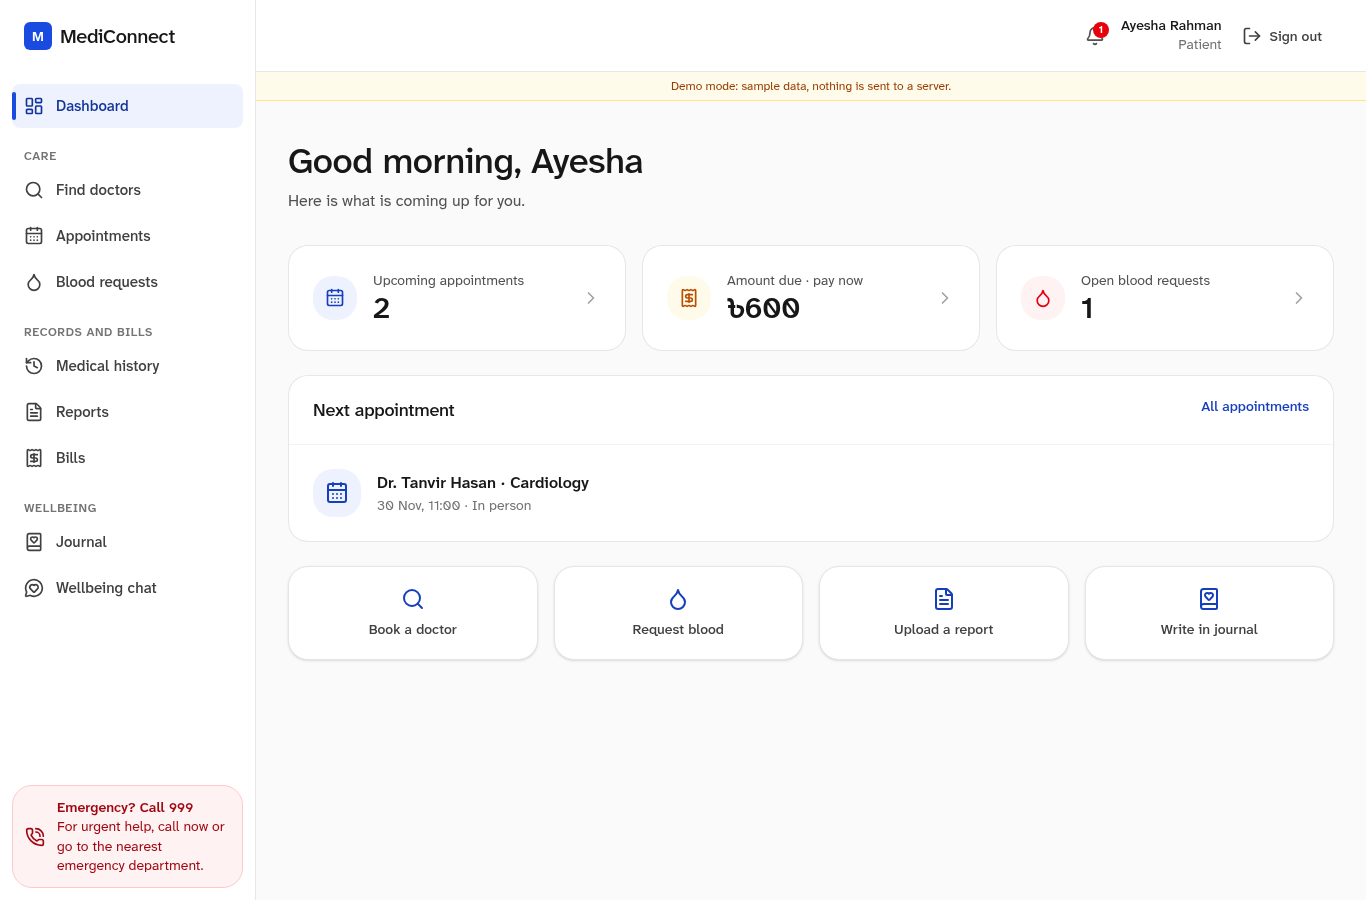 M MediConnect
Dashboard
CARE
Find doctors
Appointments
Blood requests
RECORDS AND BILLS
Medical history
Reports
Bills
WELLBEING
Journal
Wellbeing chat
Emergency? Call 999
For urgent help, call now or
go to the nearest
emergency department.
1
Ayesha Rahman
Patient
Sign out
Demo mode: sample data, nothing is sent to a server.
Good morning, Ayesha
Here is what is coming up for you.
Upcoming appointments
2
Amount due · pay now
৳600
Open blood requests
1
Next appointment
All appointments
Dr. Tanvir Hasan · Cardiology
30 Nov, 11:00 · In person
Book a doctor
Request blood
Upload a report
Write in journal